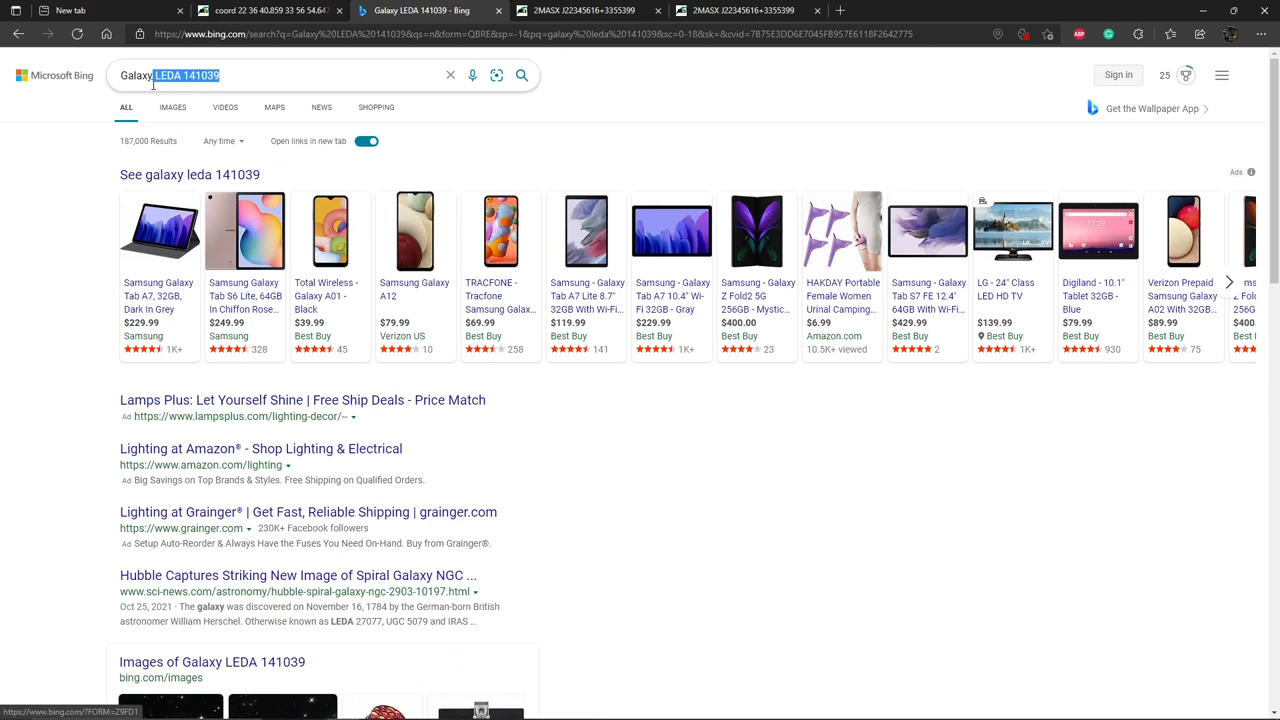 coord 22 36 40.859 33 56 54.647
Bing
LEDA 141039 - Bing
2MASX J22345616+3355399
2MASX J22345616+3355399
https://www.bing.com/search?q=Galaxy%20LEDA%20141039&qs=n&form=QBRE&sp=-1&pq=galaxy%20leda%20141039&sc=0-18&sk=&cvid=7B75E3DD6E7045FB957E6118F2642775
Microsoft Bing
Galaxy LEDA 141039
Sign in
25
ALL
IMAGES
VIDEOS
MAPS
NEWS
SHOPPING
Get the Wallpaper App
187,000 Results
Any time
Open links in new tab
See galaxy leda 141039
Ads
Samsung Galaxy
Tab A7, 32GB,
Dark In Grey
$229.99
Samsung
1K+
Samsung Galaxy
Tab S6 Lite, 64GB
In Chiffon Rose...
$249.99
Samsung
328
Total Wireless -
Galaxy A01 -
Black
$39.99
Best Buy
45
Samsung Galaxy
A12
$79.99
Verizon US
10
TRACFONE -
Tracfone
Samsung Galax...
$69.99
Best Buy
258
Samsung - Galaxy
Tab A7 Lite 8.7"
32GB With Wi-Fi...
$119.99
Best Buy
141
Samsung - Galaxy
Tab A7 10.4" Wi-
Fi 32GB - Gray
$229.99
Best Buy
1K+
Samsung - Galaxy
Z Fold2 5G
256GB - Mystic...
$400.00
Best Buy
23
HAKDAY Portable
Female Women
Urinal Camping...
$6.99
Amazon.com
10.5K+ viewed
Samsung - Galaxy
Tab S7 FE 12.4"
64GB With Wi-Fi...
$429.99
Best Buy
2
LG - 24" Class
LED HD TV
$139.99
Best Buy
1K+
Digiland - 10.1"
Tablet 32GB -
Blue
$79.99
Best Buy
930
Verizon Prepaid
Samsung Galaxy
A02 With 32GB...
$89.99
Best Buy
75
$400.
Best
Lamps Plus: Let Yourself Shine | Free Ship Deals - Price Match
Ad https://www.lampsplus.com/lighting-decor/--
Lighting at Amazon® - Shop Lighting & Electrical
https://www.amazon.com/lighting
Ad Big Savings on Top Brands & Styles. Free Shipping on Qualified Orders.
Lighting at Grainger® | Get Fast, Reliable Shipping | grainger.com
https://www.grainger.com 230K+ Facebook followers
Ad Setup Auto-Reorder & Always Have the Fuses You Need On-Hand. Buy from Grainger®.
Hubble Captures Striking New Image of Spiral Galaxy NGC ...
www.sci-news.com/astronomy/hubble-spiral-galaxy-ngc-2903-10197.html
Oct 25, 2021 · The galaxy was discovered on November 16, 1784 by the German-born British
astronomer William Herschel. Otherwise known as LEDA 27077, UGC 5079 and IRAS ...
Images of Galaxy LEDA 141039
bing.com/images
https://www.bing.com/?FORM=Z9FD1